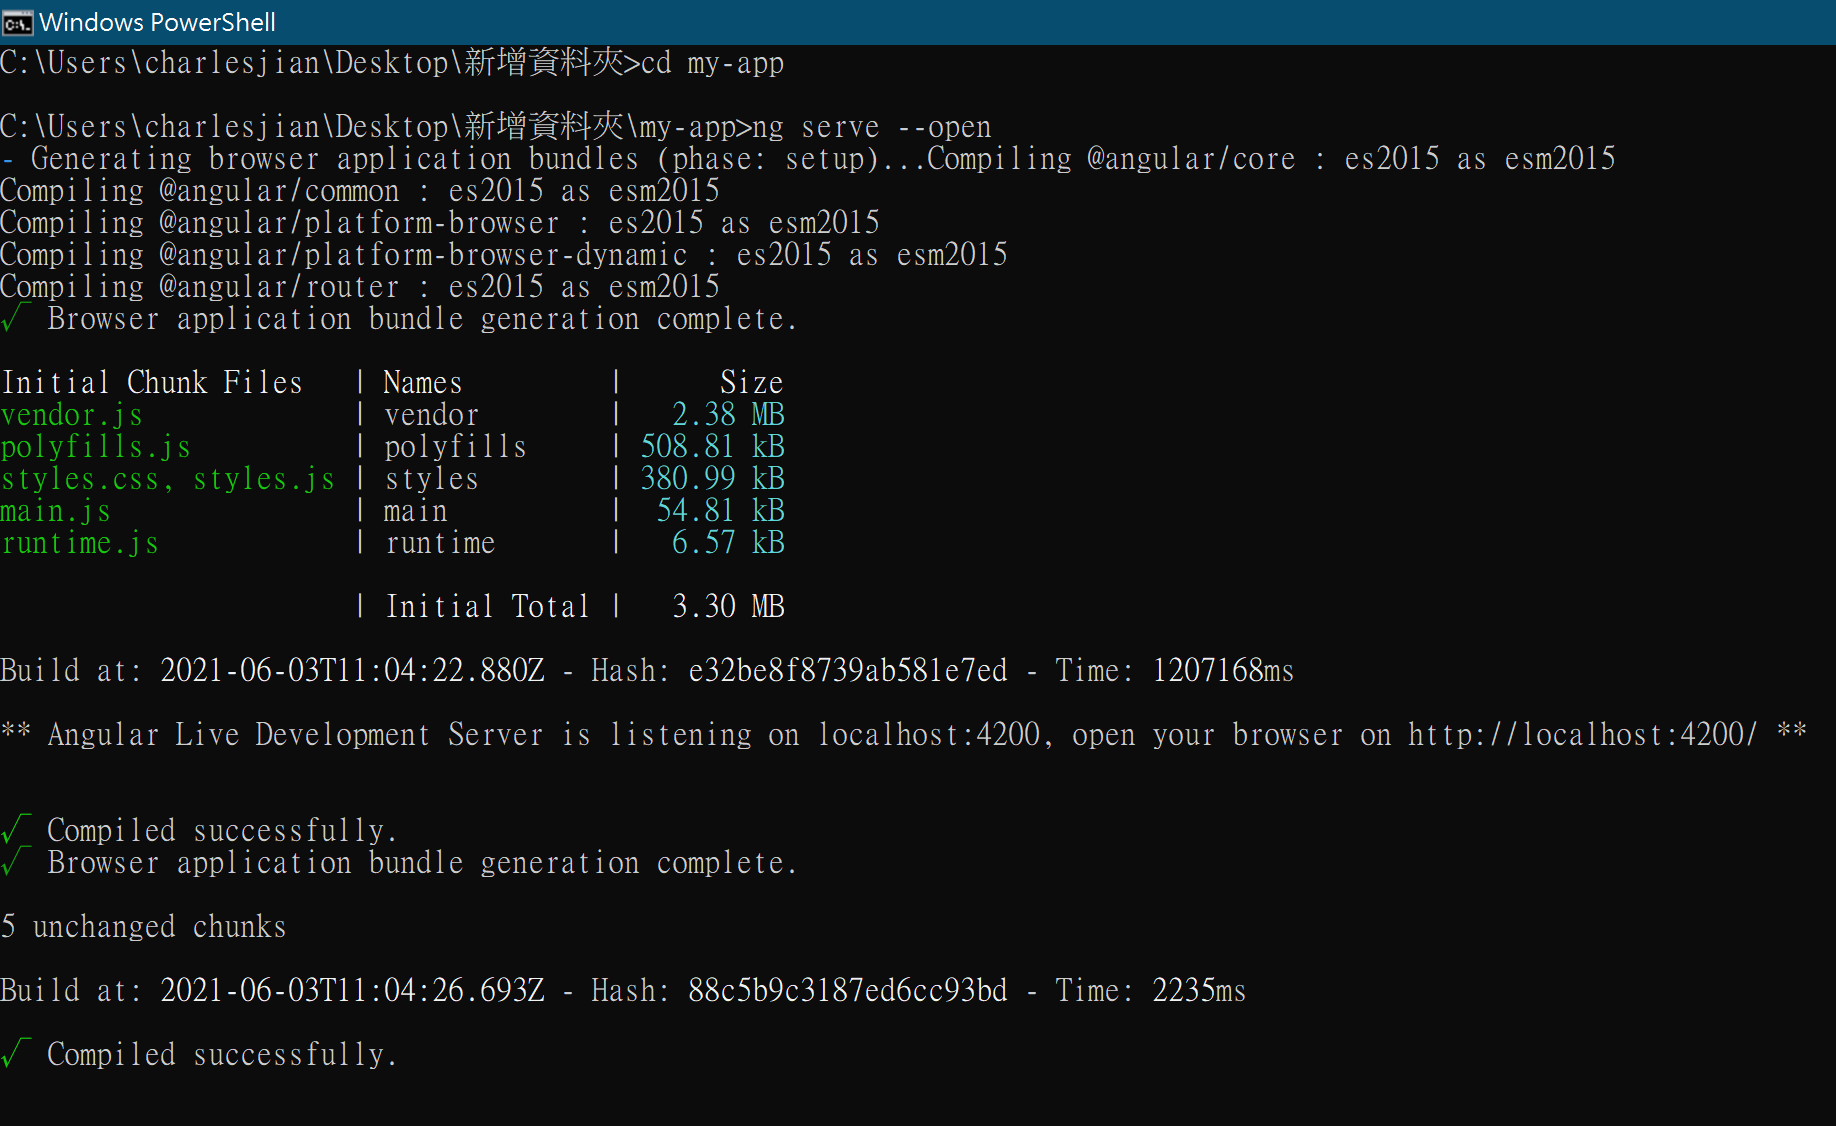 Windows PowerShell
C:\Users\charlesjian\Desktop\新增資料夾>cd my-app
C:\Users\charlesjian\Desktop\新增資料夾\my-app>ng serve --open
- Generating browser application bundles (phase: setup)...Compiling @angular/core : es2015 as esm2015
Compiling @angular/common : es2015 as esm2015
Compiling @angular/platform-browser : es2015 as esm2015
Compiling @angular/platform-browser-dynamic : es2015 as esm2015
Compiling @angular/router : es2015 as esm2015
√ Browser application bundle generation complete.
Initial Chunk Files | Names | Size
vendor.js | vendor | 2.38 MB
polyfills.js | polyfills | 508.81 kB
styles.css, styles.js | styles | 380.99 kB
main.js | main | 54.81 kB
runtime.js | runtime | 6.57 kB
| Initial Total | 3.30 MB
Build at: 2021-06-03T11:04:22.880Z - Hash: e32be8f8739ab581e7ed - Time: 1207168ms
** Angular Live Development Server is listening on localhost:4200, open your browser on http://localhost:4200/ **
√ Compiled successfully.
√ Browser application bundle generation complete.
5 unchanged chunks
Build at: 2021-06-03T11:04:26.693Z - Hash: 88c5b9c3187ed6cc93bd - Time: 2235ms
√ Compiled successfully.